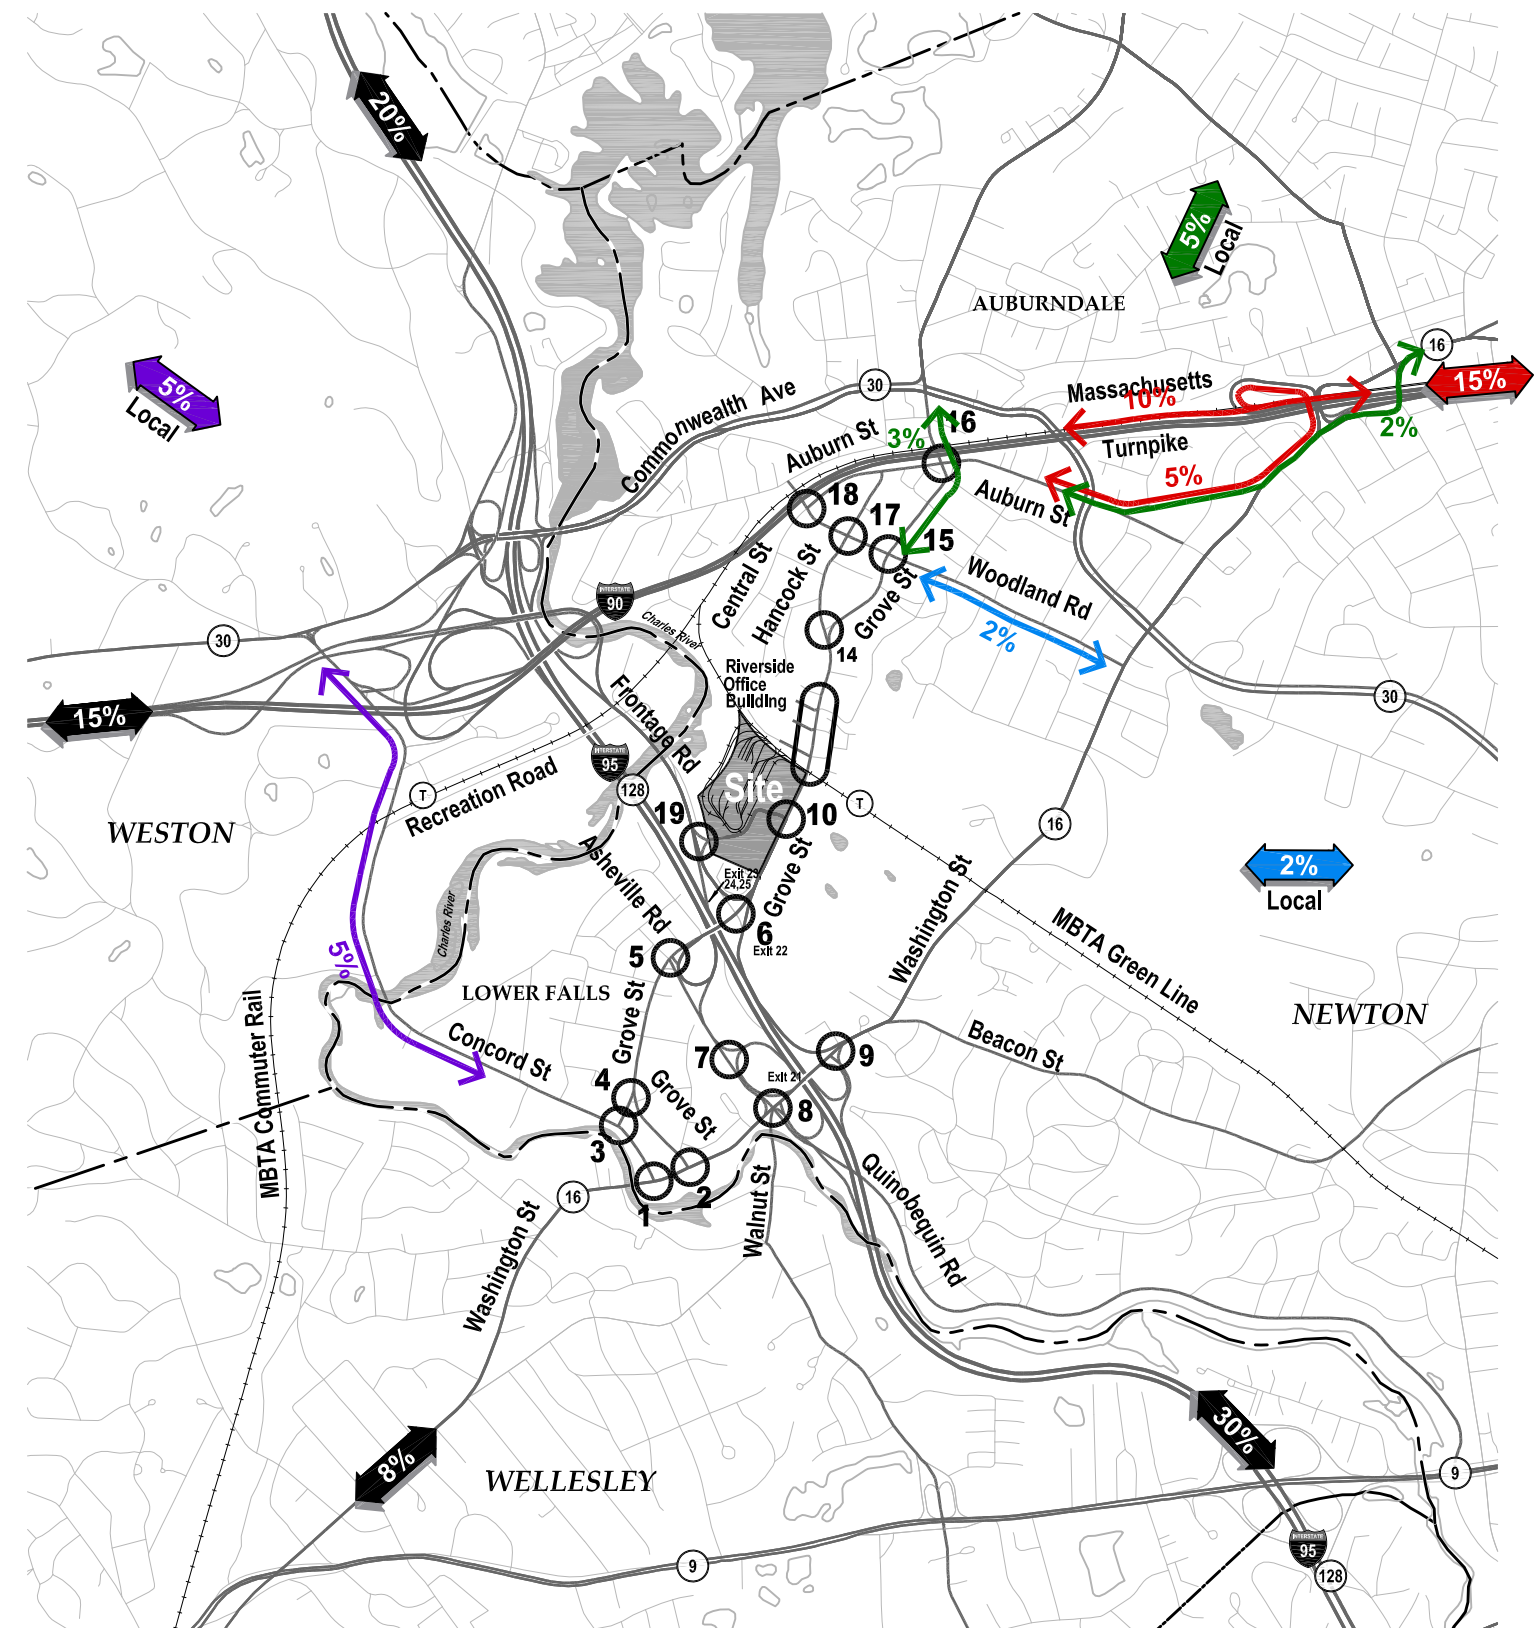 20%
5%
Local
AUBURNDALE
16
15%
5%
Local
30
Massachusetts
10%
Commonwealth Ave
Auburn St
3%
16
Turnpike
2%
5%
Auburn St
18
17
15
Central St
Hancock St
Grove St
Woodland Rd
2%
INTERSTATE
90
Charles River
30
14
30
Riverside
Office
Building
Frontage Rd
15%
INTERSTATE
95
128
Recreation Road
T
Site
T
19
10
16
WESTON
Asheville Rd
Exit 23,
24,25
Grove St
2%
Local
Washington St
Charles River
5%
6
Exit 22
5
MBTA Green Line
LOWER FALLS
NEWTON
MBTA Commuter Rail
Grove St
Concord St
Beacon St
7
9
Exit 21
4
Grove St
8
3
16
1
2
Walnut St
Quinobequin Rd
Washington St
30%
8%
WELLESLEY
9
9
INTERSTATE
95
128